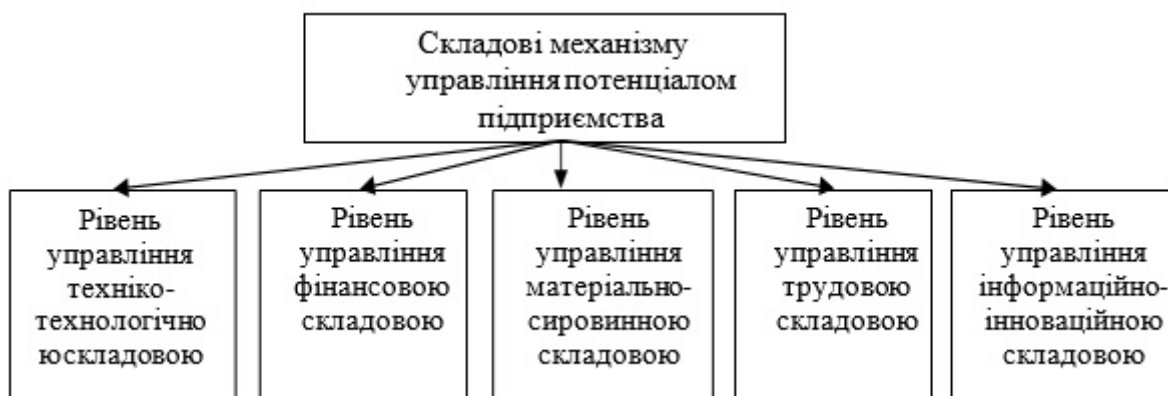 Складові механізму
управління потенціалом
підприємства
Рівень
управління
техніко-
технологічно
ю складовою
Рівень
управління
фінансовою
складовою
Рівень
управління
матеріально-
сировинною
складовою
Рівень
управління
трудовою
складовою
Рівень
управління
інформаційно-
інноваційною
складовою